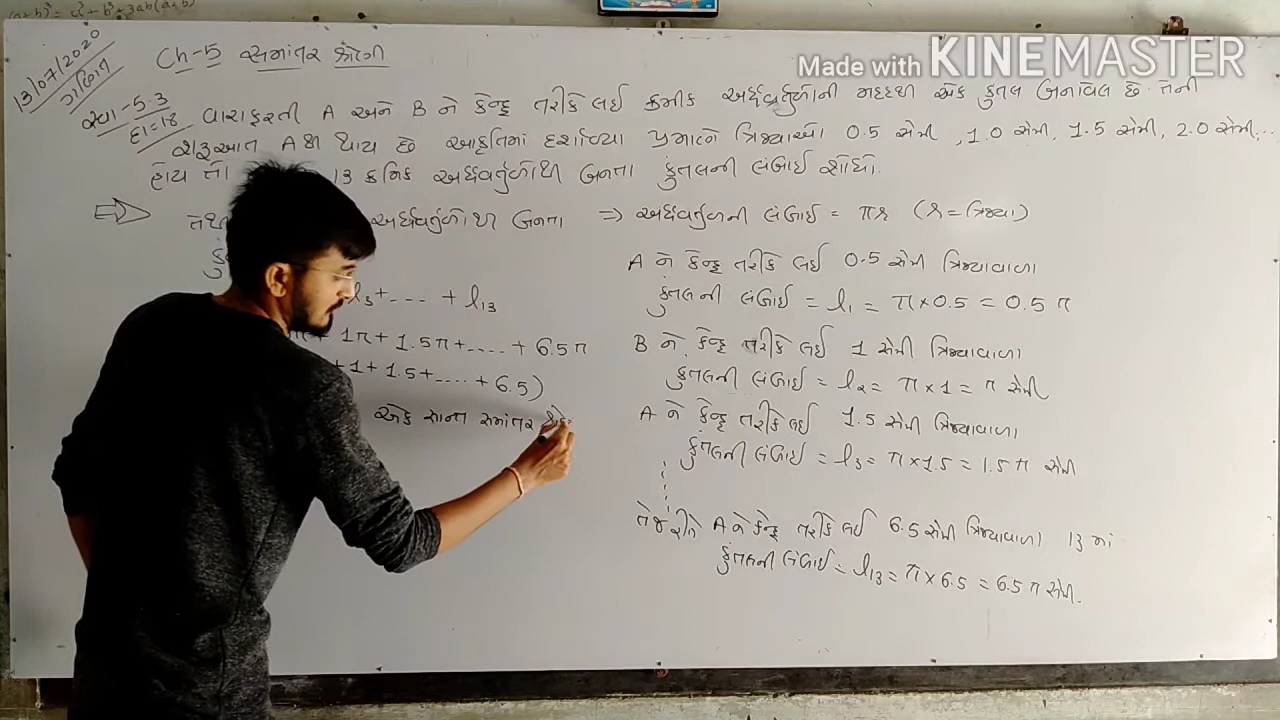 (a+b)³ = a³ + b³ + 3ab(a+b)
Made with KINEMASTER
13/07/2020
ગણિત
Ch-5 સમાંતર શ્રેણી
સ્વા-5.3
દા=18
વારાફરતી A અને B ને કેન્દ્ર તરીકે લઈ ક્રમીક અર્ધવર્તુળોની મદદથી એક કુંતલ બનાવેલ છે. તેની
શરૂઆત A થી થાય છે આકૃતિમાં દર્શાવ્યા પ્રમાણે ત્રિજ્યાઓ 0.5 સેમી, 1.0 સેમી, 1.5 સેમી, 2.0 સેમી...
હોય તો 13 ક્રમિક અર્ધવર્તુળોથી બનતા કુંતલની લંબાઈ શોધો.
અર્ધવર્તુળોથી બનતા
l₃ + --- + l₁₃
+ 1π + 1.5π + ---- + 6.5π
+ 1 + 1.5 + ---- + 6.5)
એક સાન્ત સમાંતર
⇒ અર્ધવર્તુળની લંબાઈ = πr (r = ત્રિજ્યા)
A ને કેન્દ્ર તરીકે લઈ 0.5 સેમી ત્રિજ્યાવાળા
કુંતલની લંબાઈ = l₁ = π×0.5 = 0.5 π
B ને કેન્દ્ર તરીકે લઈ 1 સેમી ત્રિજ્યાવાળા
કુંતલની લંબાઈ = l₂ = π×1 = π સેમી
A ને કેન્દ્ર તરીકે લઈ 1.5 સેમી ત્રિજ્યાવાળા
કુંતલની લંબાઈ = l₃ = π×1.5 = 1.5 π સેમી
તેજ રીતે A ને કેન્દ્ર તરીકે લઈ 6.5 સેમી ત્રિજ્યાવાળા 13 માં
કુંતલની લંબાઈ = l₁₃ = π×6.5 = 6.5 π સેમી.